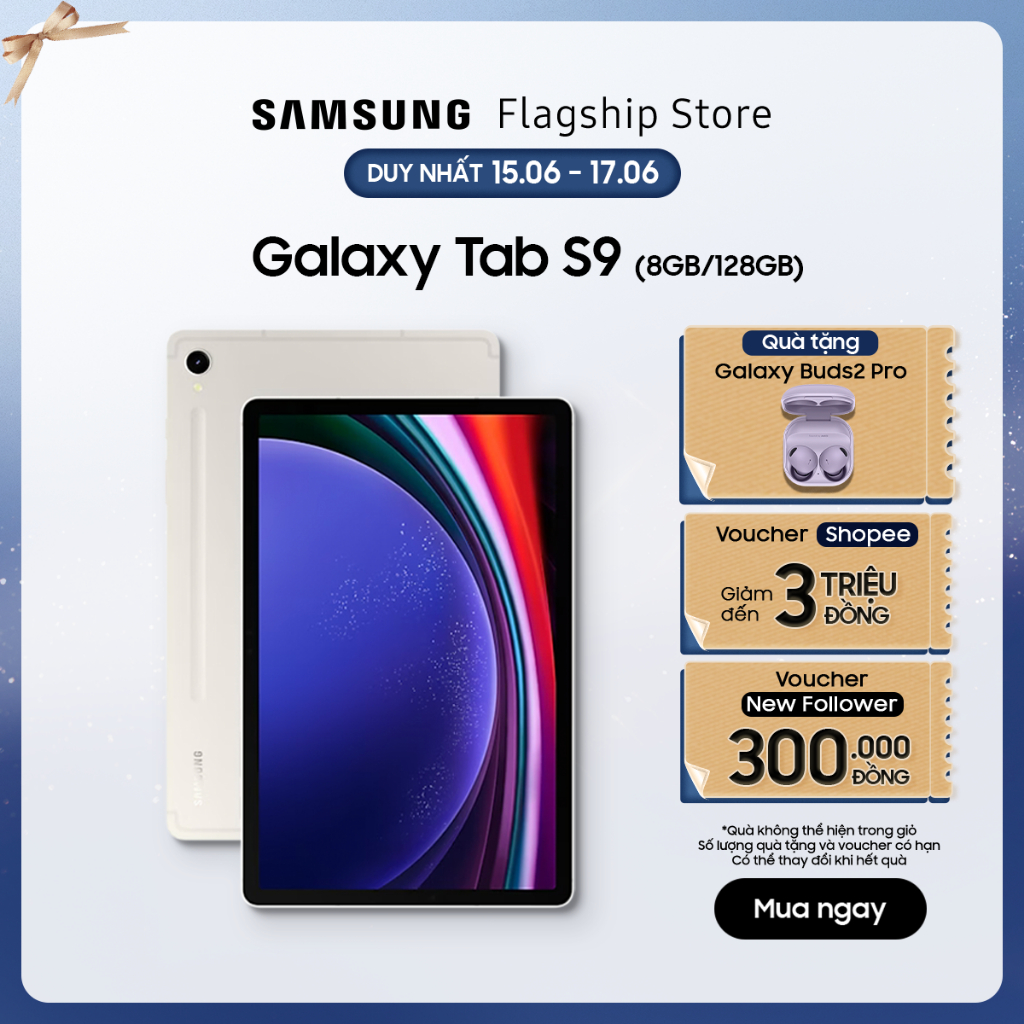 SAMSUNG Flagship Store
DUY NHẤT 15.06 - 17.06
Galaxy Tab S9 (8GB/128GB)
Quà tặng
Galaxy Buds2 Pro
Voucher Shopee
Giảm đến 3 TRIỆU ĐỒNG
Voucher
New Follower
300.000 ĐỒNG
SAMSUNG
*Quà không thể hiện trong giỏ
Số lượng quà tặng và voucher có hạn
Có thể thay đổi khi hết quà
Mua ngay